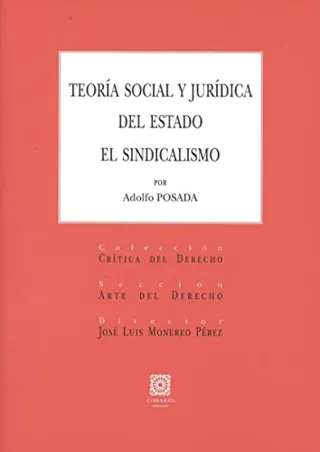 TEORÍA SOCIAL Y JURÍDICA
DEL ESTADO
EL SINDICALISMO
POR
Adolfo POSADA
Colección
CRÍTICA DEL DERECHO
Sección
ARTE DEL DERECHO
Director
JOSÉ LUIS MONEREO PÉREZ
COMARES